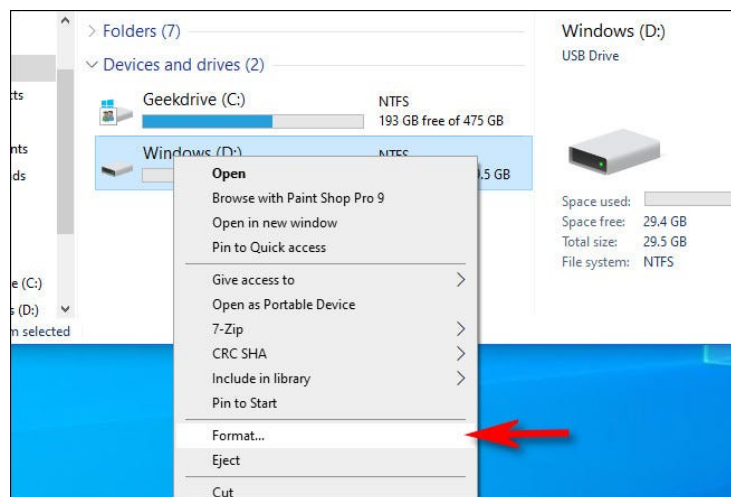 Folders (7)
Devices and drives (2)
Geekdrive (C:)
NTFS
193 GB free of 475 GB
Windows (D:)
NTFS
.5 GB
Open
Browse with Paint Shop Pro 9
Open in new window
Pin to Quick access
Give access to
Open as Portable Device
7-Zip
CRC SHA
Include in library
Pin to Start
Format...
Eject
Cut
Windows (D:)
USB Drive
Space used:
Space free: 29.4 GB
Total size: 29.5 GB
File system: NTFS
cts
nts
ds
e (C:)
s (D:)
m selected